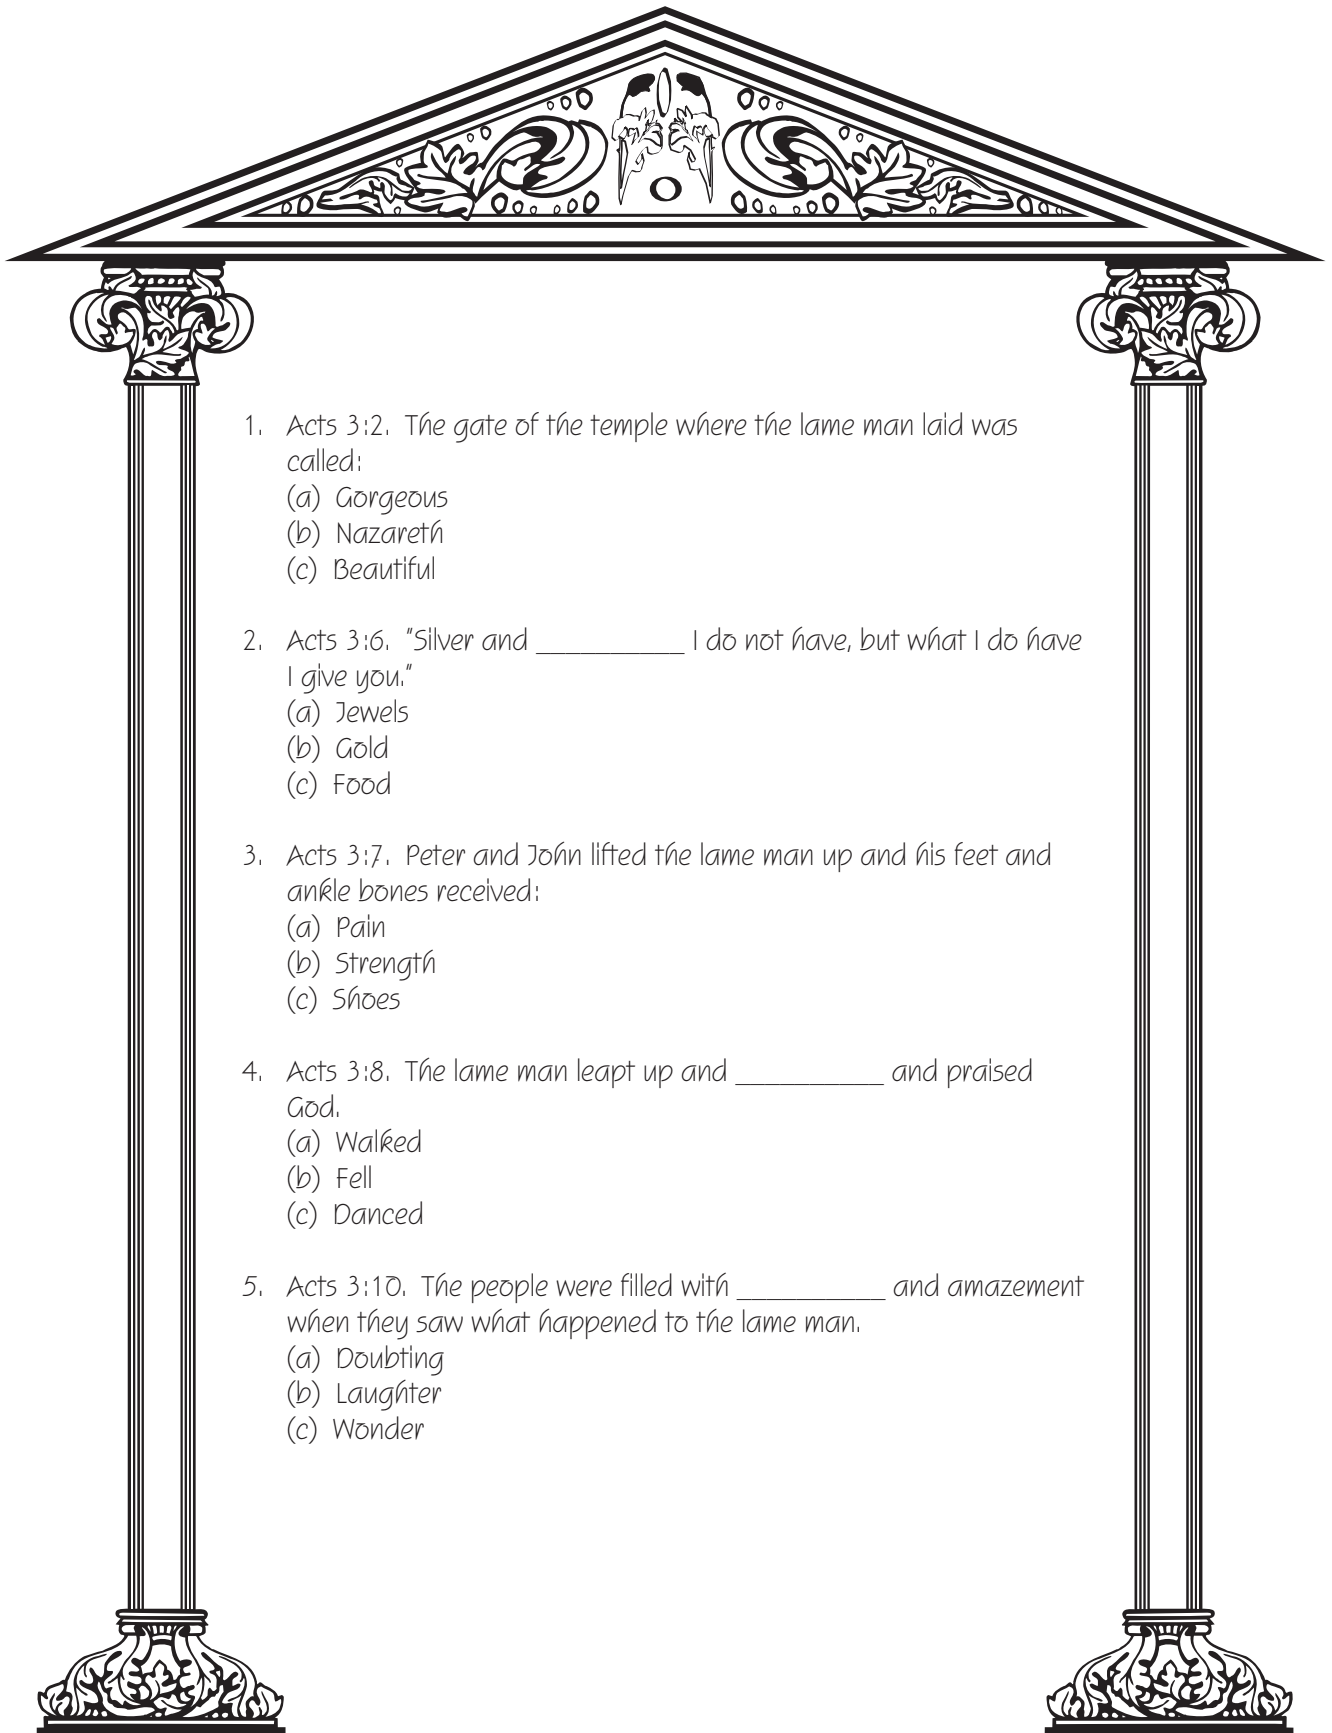 1. Acts 3:2. The gate of the temple where the lame man laid was
called:
(a) Gorgeous
(b) Nazareth
(c) Beautiful
2. Acts 3:6. "Silver and __________ I do not have, but what I do have
I give you."
(a) Jewels
(b) Gold
(c) Food
3. Acts 3:7. Peter and John lifted the lame man up and his feet and
ankle bones received:
(a) Pain
(b) Strength
(c) Shoes
4. Acts 3:8. The lame man leapt up and __________ and praised
God.
(a) Walked
(b) Fell
(c) Danced
5. Acts 3:10. The people were filled with __________ and amazement
when they saw what happened to the lame man.
(a) Doubting
(b) Laughter
(c) Wonder